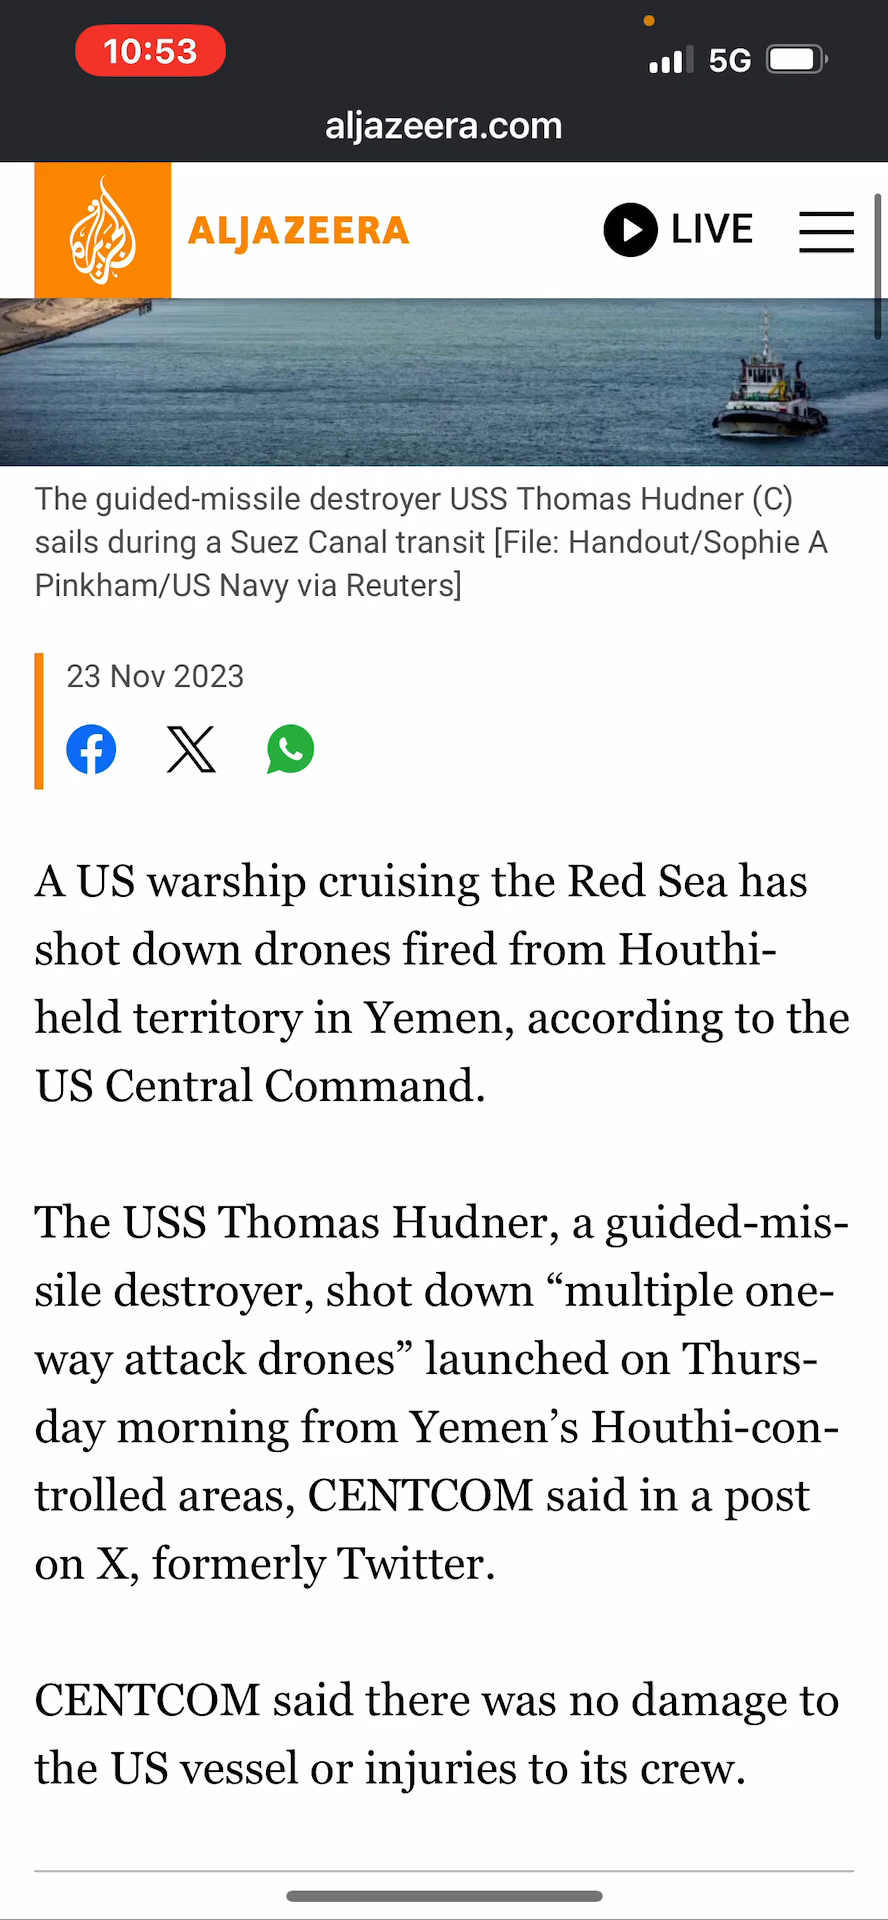 10:53
5G
aljazeera.com
ALJAZEERA
LIVE
The guided-missile destroyer USS Thomas Hudner (C)
sails during a Suez Canal transit [File: Handout/Sophie A
Pinkham/US Navy via Reuters]
23 Nov 2023
A US warship cruising the Red Sea has
shot down drones fired from Houthi-
held territory in Yemen, according to the
US Central Command.
The USS Thomas Hudner, a guided-mis-
sile destroyer, shot down “multiple one-
way attack drones” launched on Thurs-
day morning from Yemen’s Houthi-con-
trolled areas, CENTCOM said in a post
on X, formerly Twitter.
CENTCOM said there was no damage to
the US vessel or injuries to its crew.